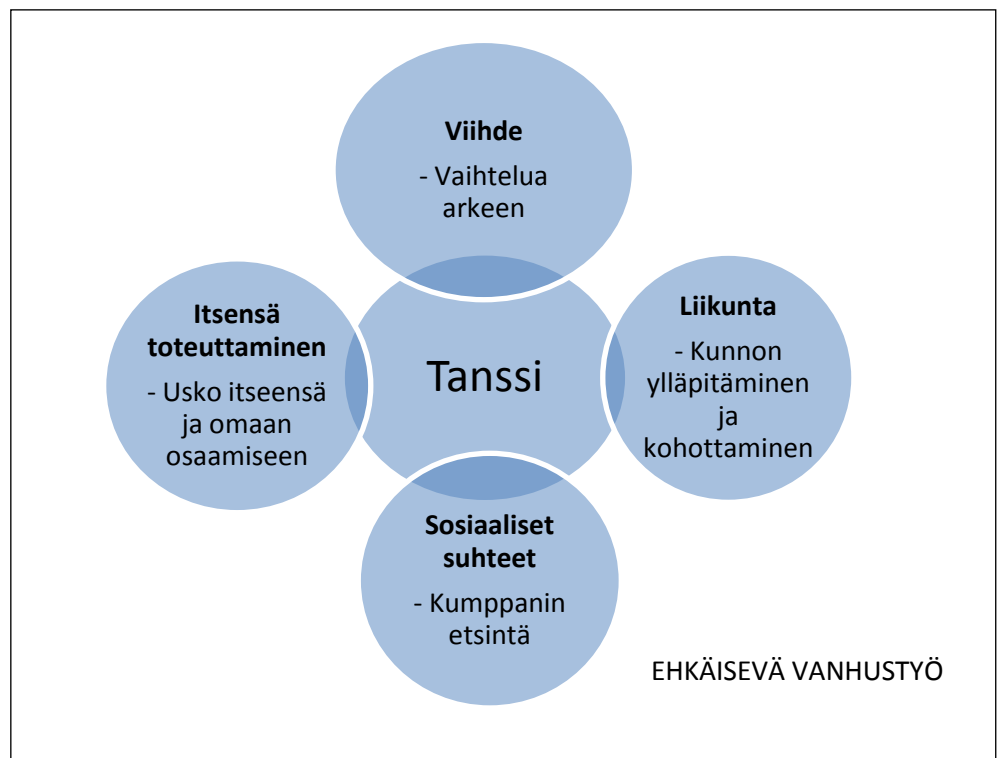 Viihde
- Vaihtelua
arkeen
Itsensä
toteuttaminen
- Usko itseensä
ja omaan
osaamiseen
Tanssi
Liikunta
- Kunnon
ylläpitäminen
ja
kohottaminen
Sosiaaliset
suhteet
- Kumppanin
etsintä
EHKÄISEVÄ VANHUSTYÖ